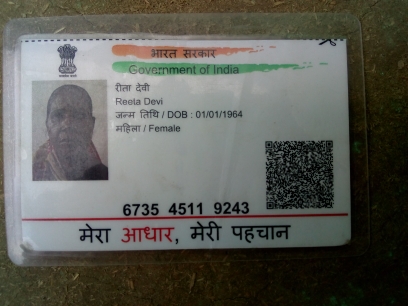 भारत सरकार
Government of India
रीता देवी
Reeta Devi
जन्म तिथि / DOB : 01/01/1964
महिला / Female
6735 4511 9243
मेरा आधार, मेरी पहचान